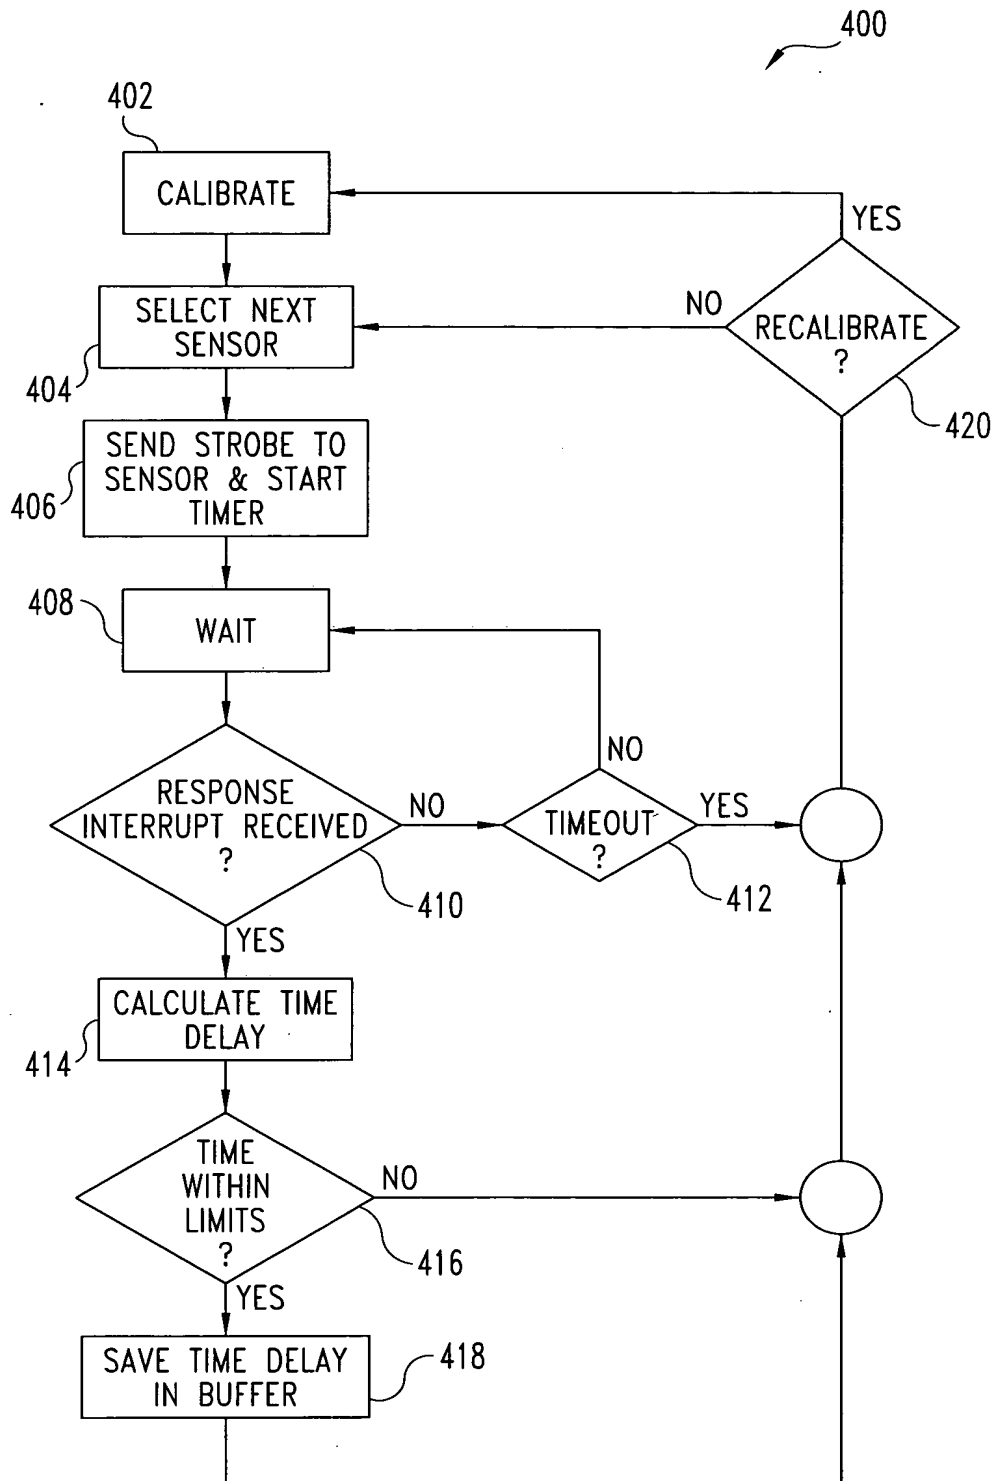 400
402
CALIBRATE
YES
SELECT NEXT
SENSOR
NO
RECALIBRATE
?
404
420
SEND STROBE TO
SENSOR & START
TIMER
406
408
WAIT
NO
RESPONSE
INTERRUPT RECEIVED
?
NO
TIMEOUT
?
YES
410
412
YES
CALCULATE TIME
DELAY
414
TIME
WITHIN
LIMITS
?
NO
416
YES
SAVE TIME DELAY
IN BUFFER
418